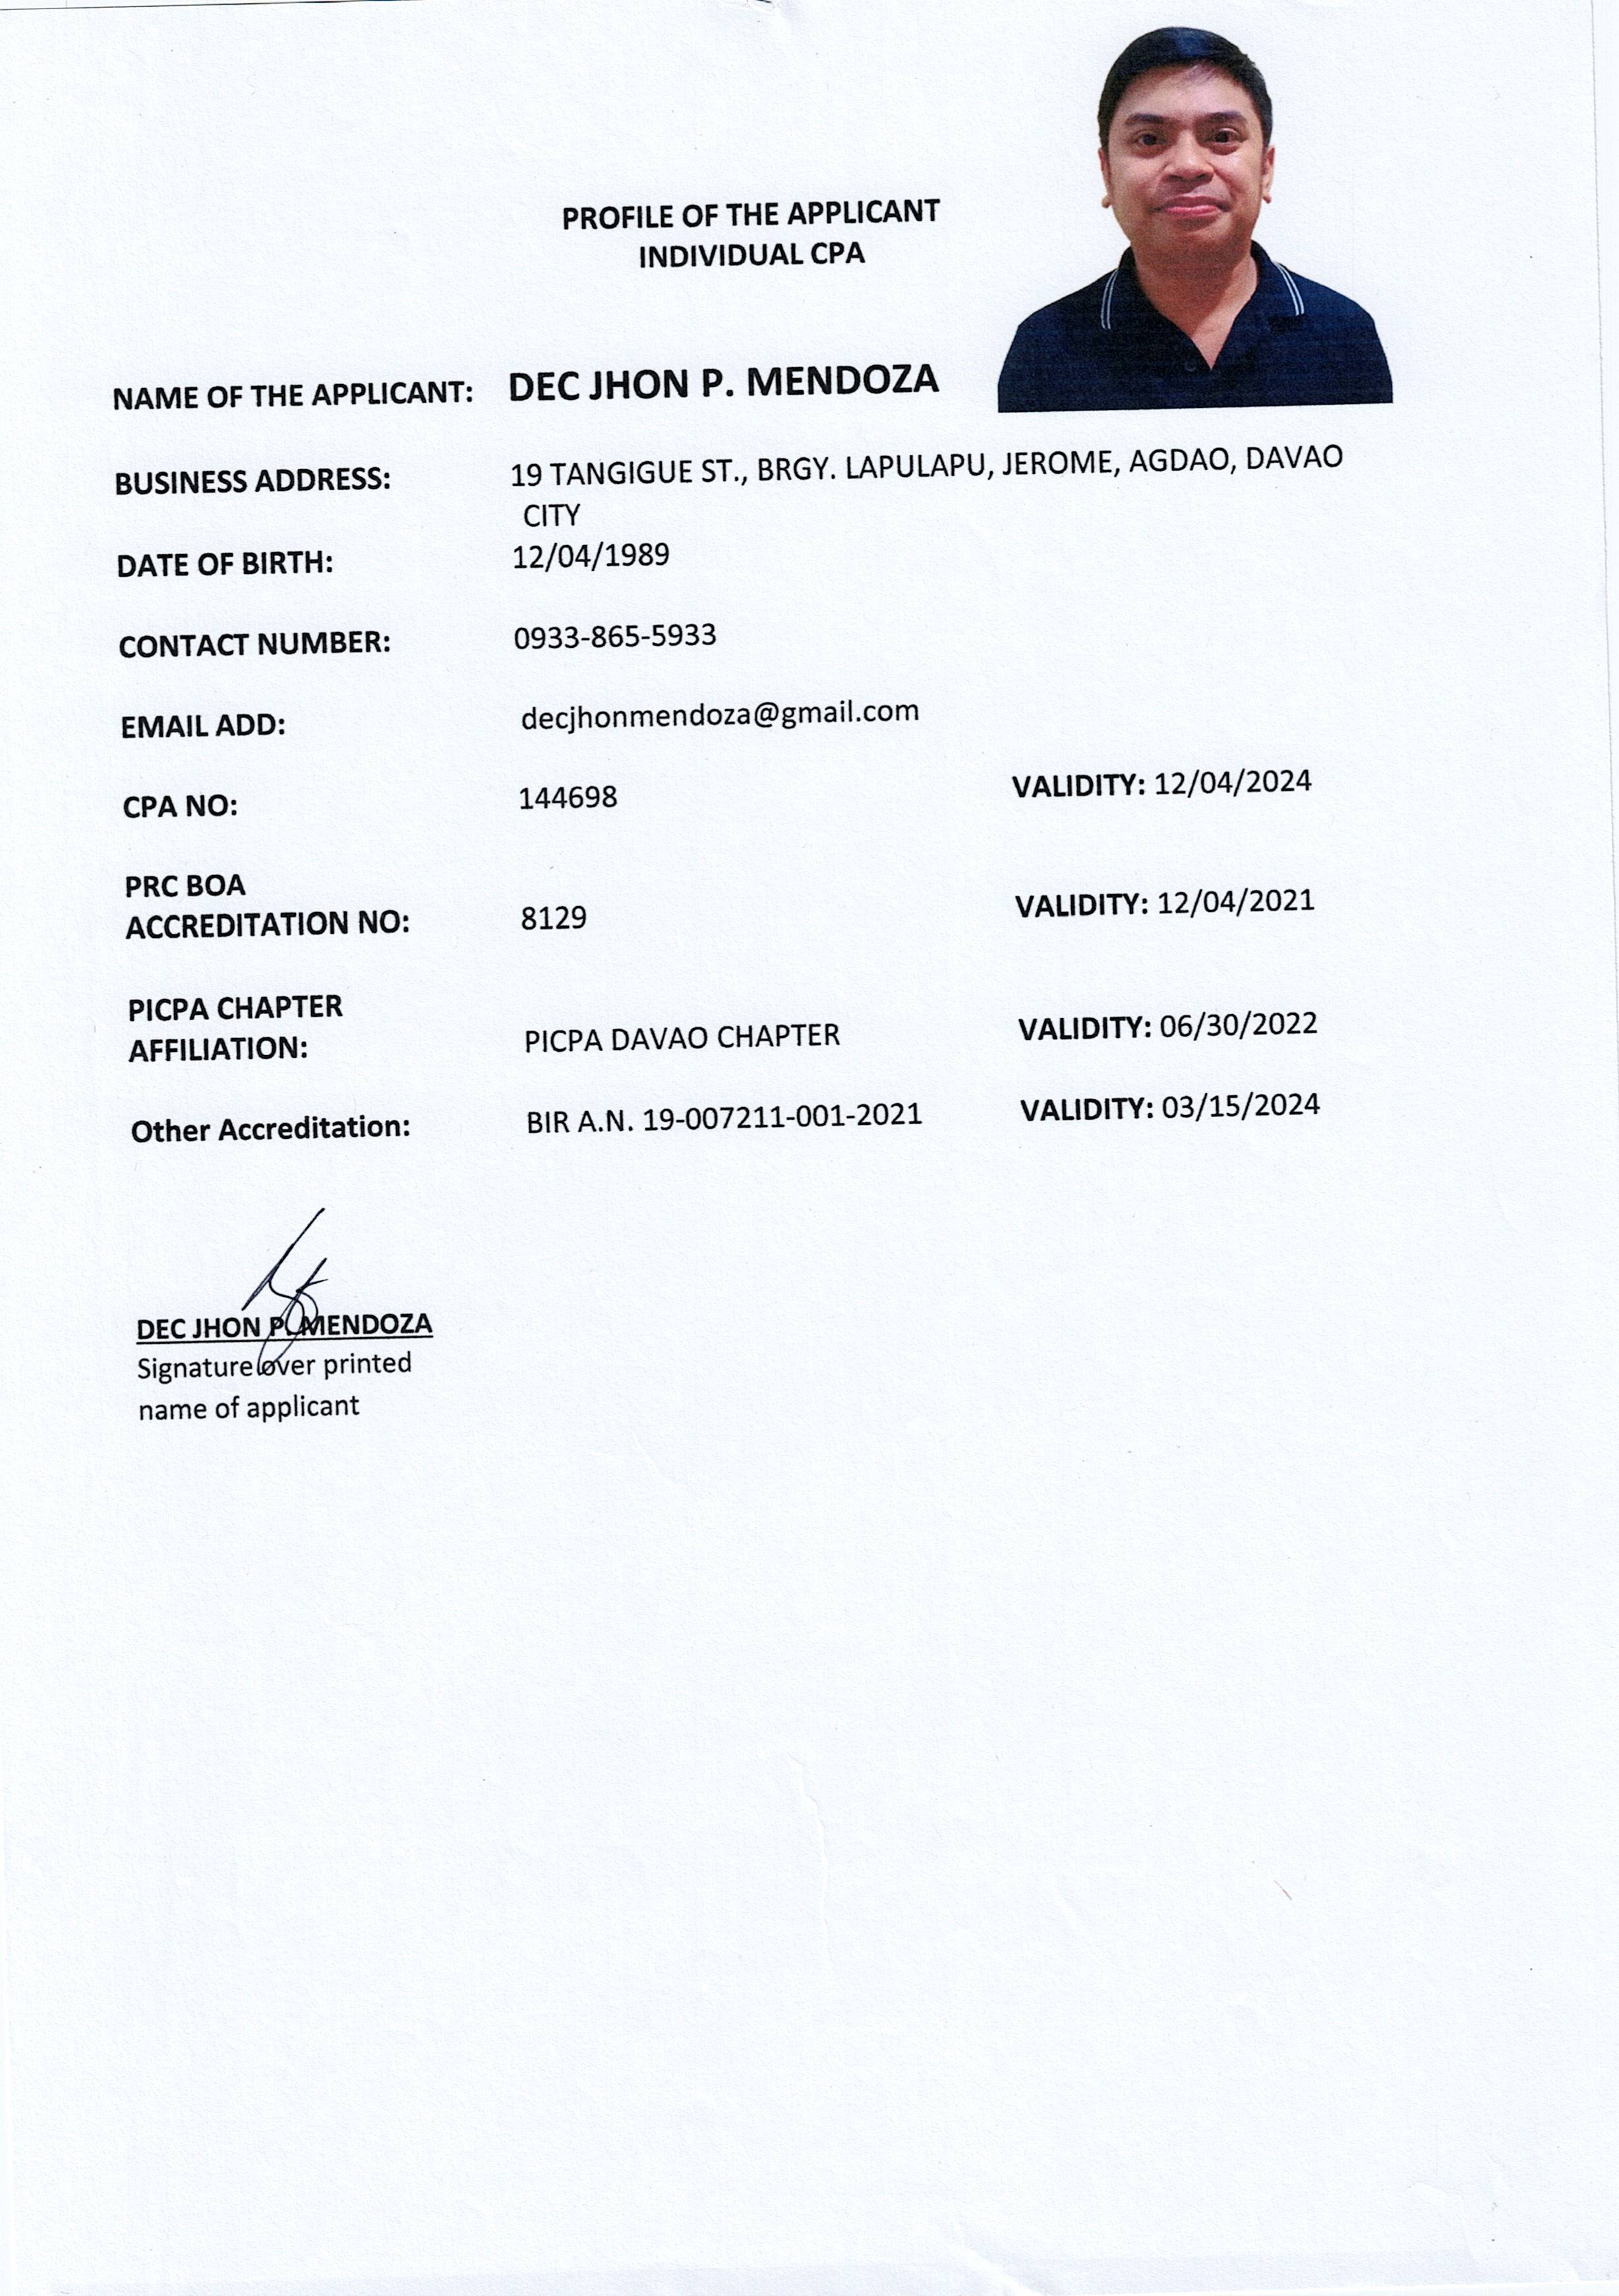 PROFILE OF THE APPLICANT
INDIVIDUAL CPA
NAME OF THE APPLICANT: DEC JHON P. MENDOZA
BUSINESS ADDRESS: 19 TANGIGUE ST., BRGY. LAPULAPU, JEROME, AGDAO, DAVAO
CITY
DATE OF BIRTH: 12/04/1989
CONTACT NUMBER: 0933-865-5933
EMAIL ADD: decjhonmendoza@gmail.com
CPA NO: 144698 VALIDITY: 12/04/2024
PRC BOA
ACCREDITATION NO: 8129 VALIDITY: 12/04/2021
PICPA CHAPTER
AFFILIATION: PICPA DAVAO CHAPTER VALIDITY: 06/30/2022
Other Accreditation: BIR A.N. 19-007211-001-2021 VALIDITY: 03/15/2024
DEC JHON P. MENDOZA
Signature over printed
name of applicant